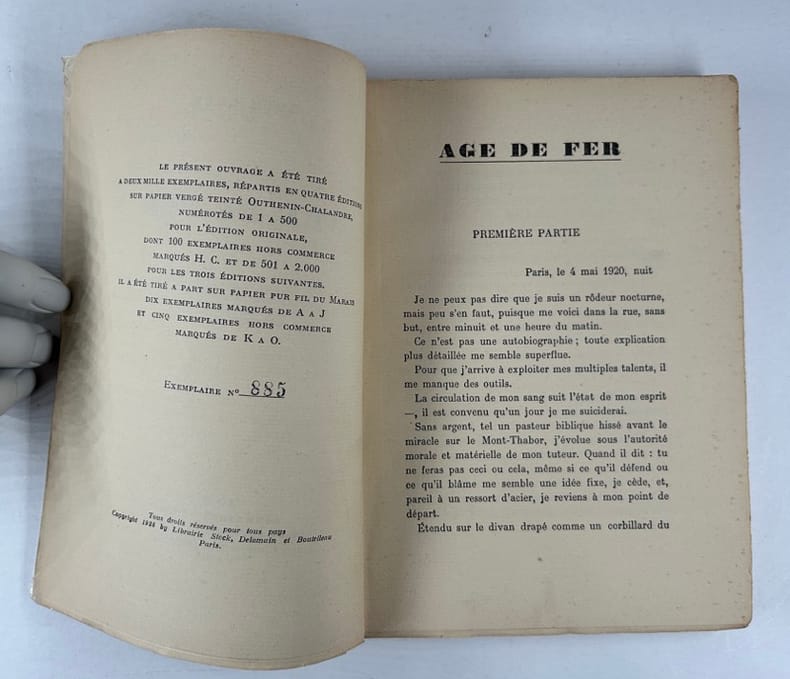 LE PRÉSENT OUVRAGE A ÉTÉ TIRÉ
A DEUX MILLE EXEMPLAIRES, RÉPARTIS EN QUATRE ÉDITIONS
SUR PAPIER VERGÉ TEINTÉ OUTHENIN-CHALANDRE,
NUMÉROTÉS DE 1 A 500
POUR L'ÉDITION ORIGINALE,
DONT 100 EXEMPLAIRES HORS COMMERCE
MARQUÉS H. C. ET DE 501 A 2.000
POUR LES TROIS ÉDITIONS SUIVANTES.
IL A ÉTÉ TIRÉ A PART SUR PAPIER PUR FIL DU MARAIS
DIX EXEMPLAIRES MARQUÉS DE A A J
ET CINQ EXEMPLAIRES HORS COMMERCE
MARQUÉS DE K A O.
EXEMPLAIRE N° 885
Tous droits réservés pour tous pays
Copyright 1928 by Librairie Stock, Delamain et Boutelleau
Paris.
AGE DE FER
PREMIÈRE PARTIE
Paris, le 4 mai 1920, nuit
Je ne peux pas dire que je suis un rôdeur nocturne,
mais peu s'en faut, puisque me voici dans la rue, sans
but, entre minuit et une heure du matin.
Ce n'est pas une autobiographie ; toute explication
plus détaillée me semble superflue.
Pour que j'arrive à exploiter mes multiples talents, il
me manque des outils.
La circulation de mon sang suit l'état de mon esprit
—, il est convenu qu'un jour je me suiciderai.
Sans argent, tel un pasteur biblique hissé avant le
miracle sur le Mont-Thabor, j'évolue sous l'autorité
morale et matérielle de mon tuteur. Quand il dit : tu
ne feras pas ceci ou cela, même si ce qu'il défend ou
ce qu'il blâme me semble une idée fixe, je cède, et,
pareil à un ressort d'acier, je reviens à mon point de
départ.
Étendu sur le divan drapé comme un corbillard du